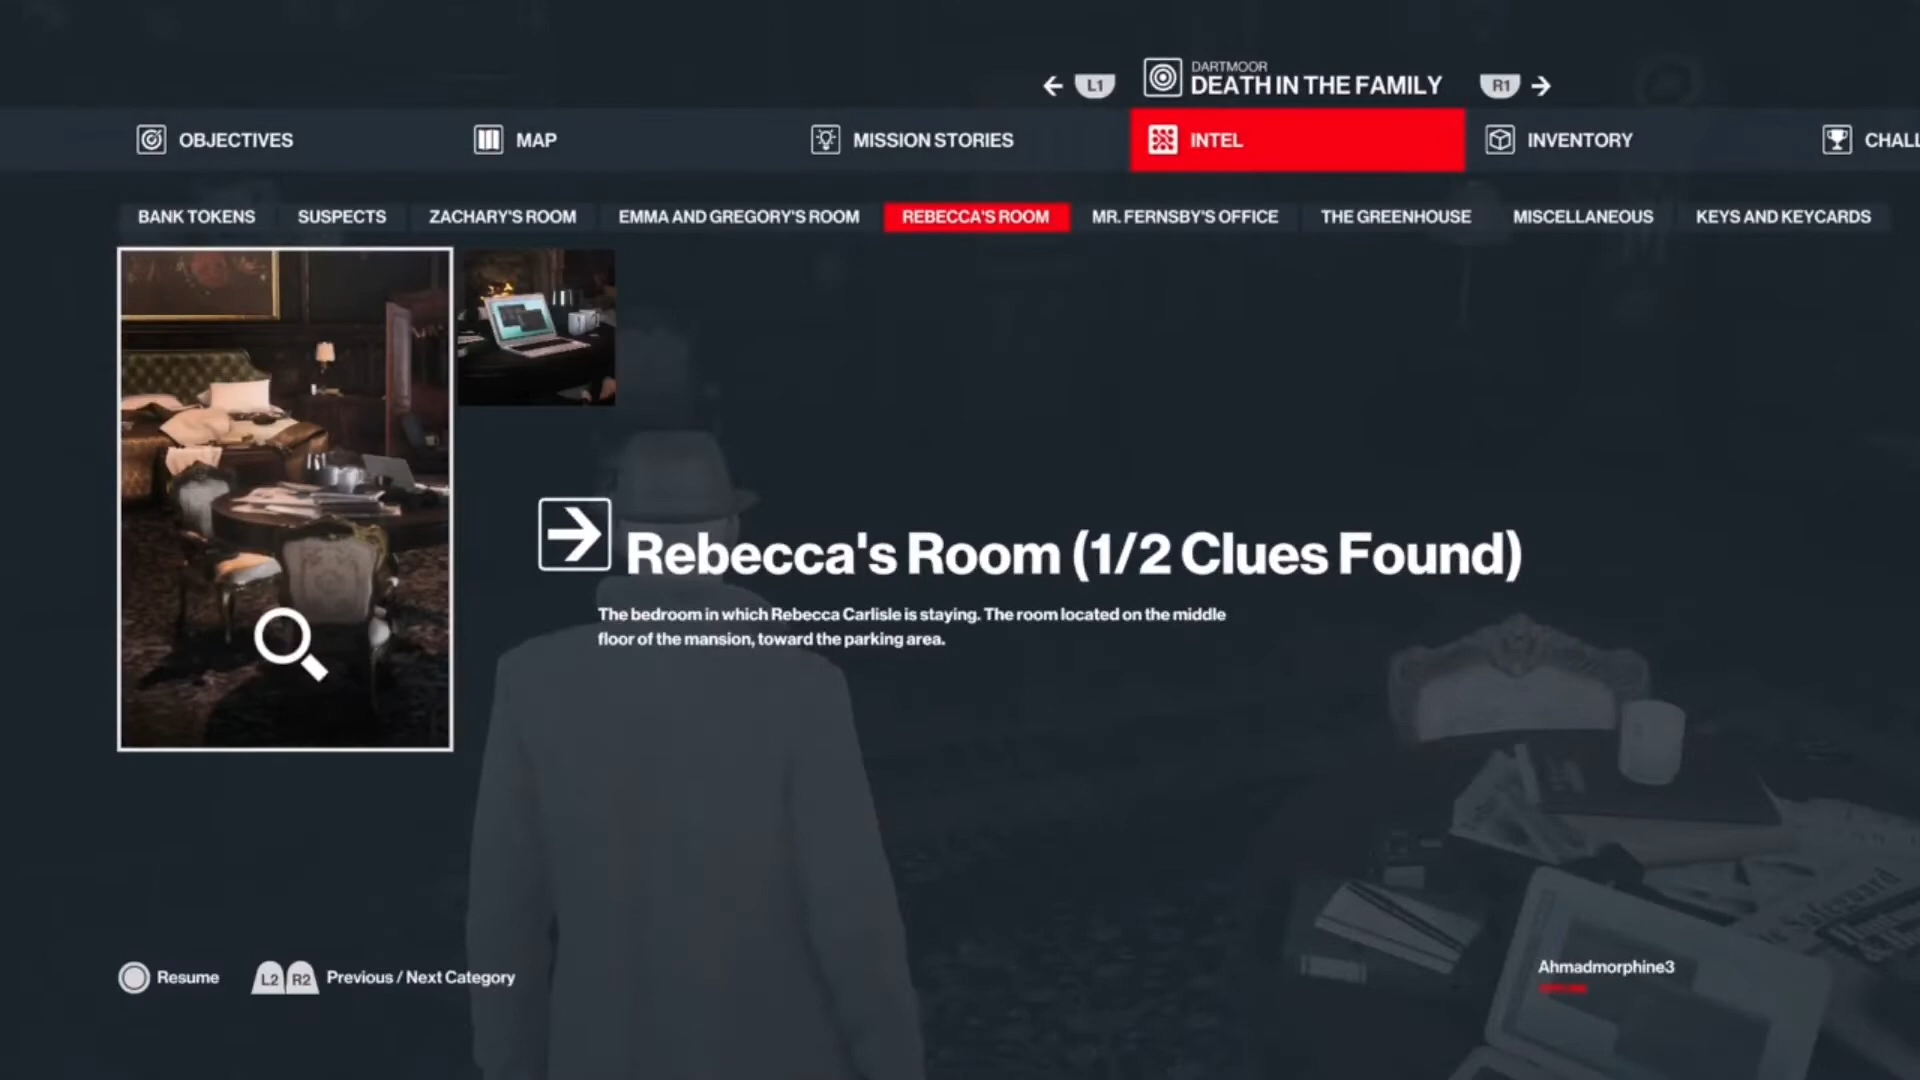 DARTMOOR
L1 DEATH IN THE FAMILY R1
OBJECTIVES MAP MISSION STORIES INTEL INVENTORY CHALL
BANK TOKENS SUSPECTS ZACHARY'S ROOM EMMA AND GREGORY'S ROOM REBECCA'S ROOM MR. FERNSBY'S OFFICE THE GREENHOUSE MISCELLANEOUS KEYS AND KEYCARDS
Rebecca's Room (1/2 Clues Found)
The bedroom in which Rebecca Carlisle is staying. The room located on the middle
floor of the mansion, toward the parking area.
Safeguard
Resume L2 R2 Previous / Next Category
Ahmadmorphine3